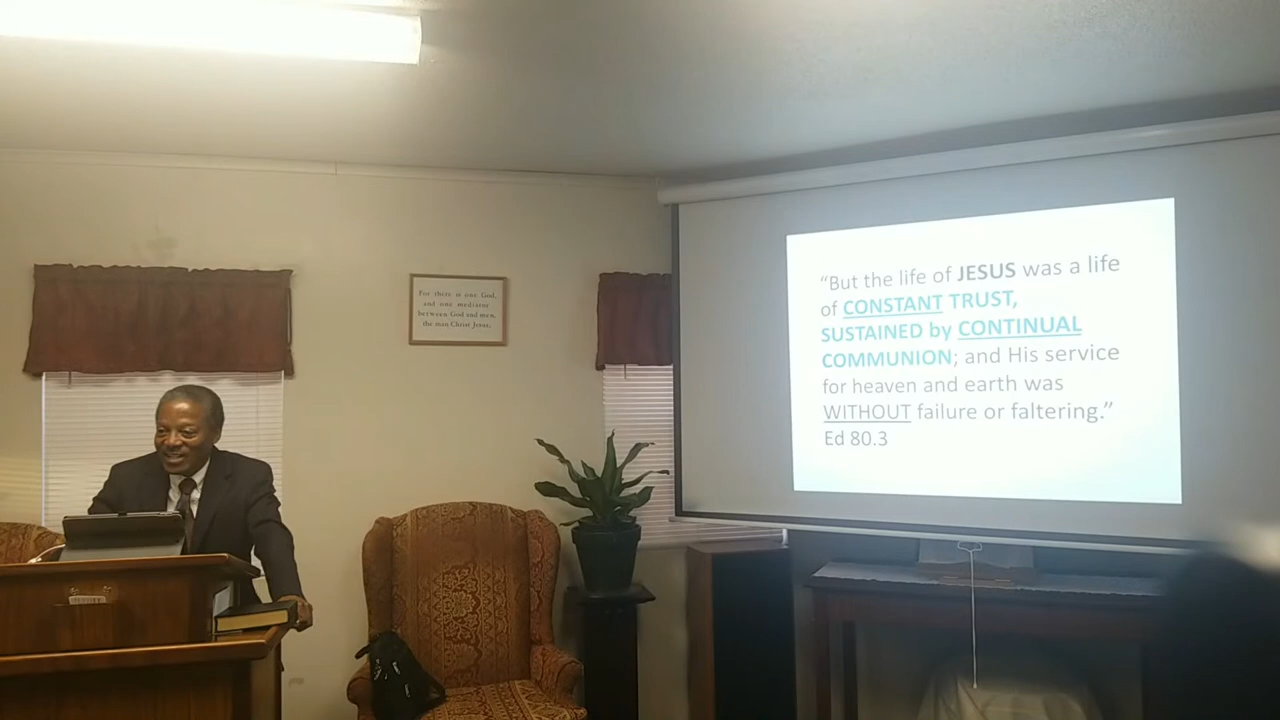 For there is one God,
and one mediator
between God and men,
the man Christ Jesus;
“But the life of JESUS was a life
of CONSTANT TRUST,
SUSTAINED by CONTINUAL
COMMUNION; and His service
for heaven and earth was
WITHOUT failure or faltering.”
Ed 80.3